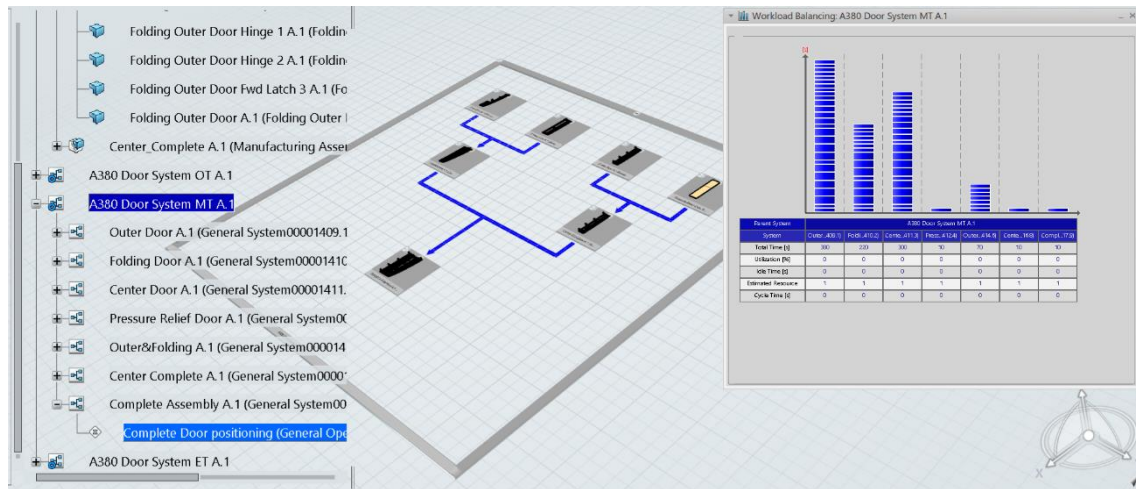 Folding Outer Door Hinge 1 A.1 (Foldin
Folding Outer Door Hinge 2 A.1 (Foldin
Folding Outer Door Fwd Latch 3 A.1 (Fo
Folding Outer Door A.1 (Folding Outer
Center_Complete A.1 (Manufacturing Asse
A380 Door System OT A.1
A380 Door System MT A.1
Outer Door A.1 (General System00001409.1
Folding Door A.1 (General System0000141
Center Door A.1 (General System00001411.
Pressure Relief Door A.1 (General System0
Outer&Folding A.1 (General System000014
Center Complete A.1 (General System0000
Complete Assembly A.1 (General System00
Complete Door positioning (General Ope
A380 Door System ET A.1
Workload Balancing: A380 Door System MT A.1
[s]
Parent System A380 Door System MT A.1
System
Total Time [s] 380 220 300 10 70 10 10
Utilization [%] 0 0 0 0 0 0 0
Idle Time [s] 0 0 0 0 0 0 0
Estimated Resource 1 1 1 1 1 1 1
Cycle Time [s] 0 0 0 0 0 0 0
X